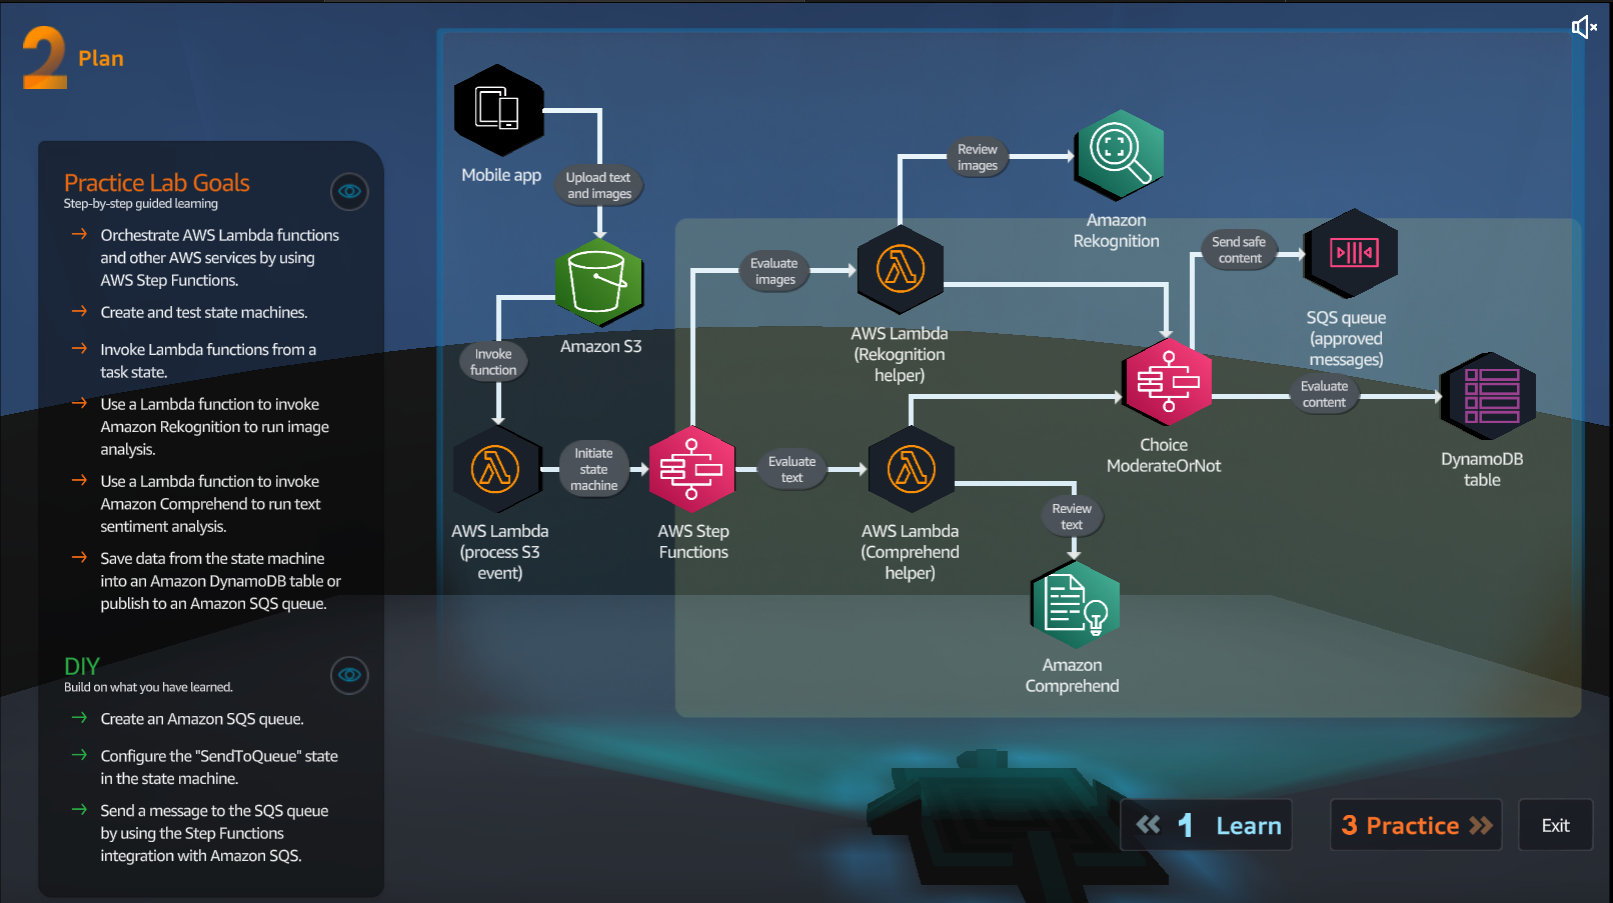 2 Plan
Practice Lab Goals
Step-by-step guided learning
Orchestrate AWS Lambda functions
and other AWS services by using
AWS Step Functions.
Create and test state machines.
Invoke Lambda functions from a
task state.
Use a Lambda function to invoke
Amazon Rekognition to run image
analysis.
Use a Lambda function to invoke
Amazon Comprehend to run text
sentiment analysis.
Save data from the state machine
into an Amazon DynamoDB table or
publish to an Amazon SQS queue.
DIY
Build on what you have learned.
Create an Amazon SQS queue.
Configure the "SendToQueue" state
in the state machine.
Send a message to the SQS queue
by using the Step Functions
integration with Amazon SQS.
Mobile app
Upload text
and images
Amazon S3
Invoke
function
AWS Lambda
(process S3
event)
Initiate
state
machine
AWS Step
Functions
Evaluate
images
Evaluate
text
AWS Lambda
(Rekognition
helper)
AWS Lambda
(Comprehend
helper)
Review
images
Amazon
Rekognition
Review
text
Amazon
Comprehend
Choice
ModerateOrNot
Send safe
content
SQS queue
(approved
messages)
Evaluate
content
DynamoDB
table
1 Learn
3 Practice
Exit